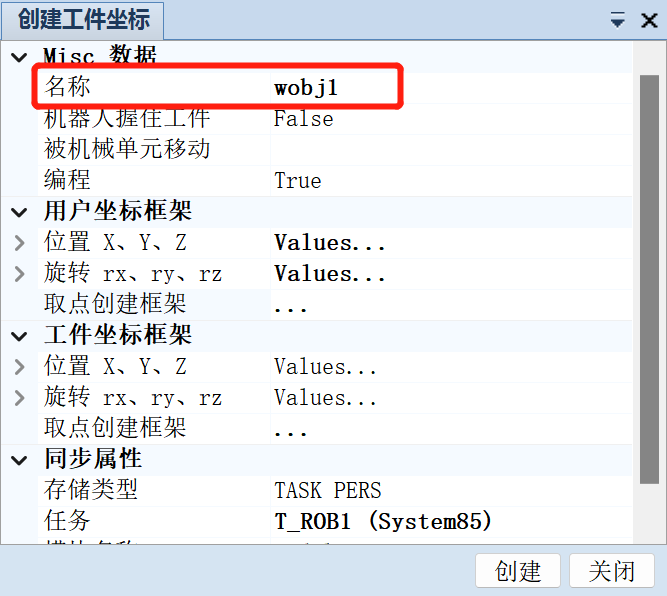 创建工件坐标
Misc 数据
名称 wobj1
机器人握住工件 False
被机械单元移动
编程 True
用户坐标框架
位置 X、Y、Z Values...
旋转 rx、ry、rz Values...
取点创建框架 ...
工件坐标框架
位置 X、Y、Z Values...
旋转 rx、ry、rz Values...
取点创建框架 ...
同步属性
存储类型 TASK PERS
任务 T_ROB1 (System85)
创建 关闭